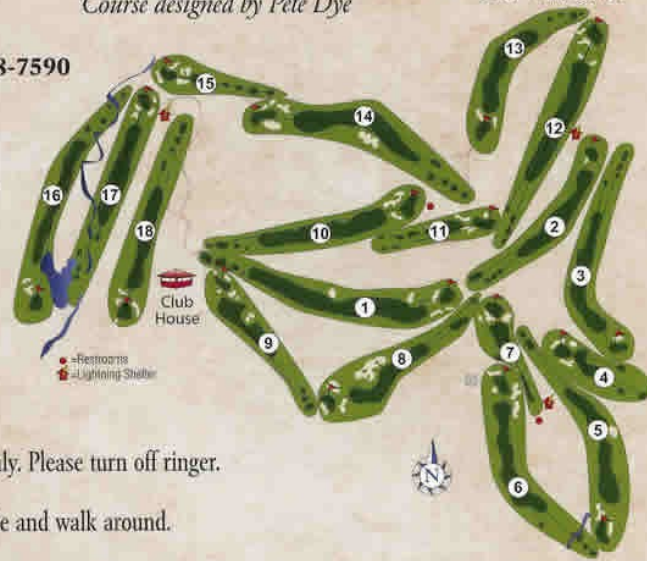 Course designed by Pete Dye
8-7590
13
15
14
12
16
17
18
10
11
2
3
1
Club
House
9
8
7
4
5
6
=Restrooms
=Lightning Shelter
N
ly. Please turn off ringer.
e and walk around.